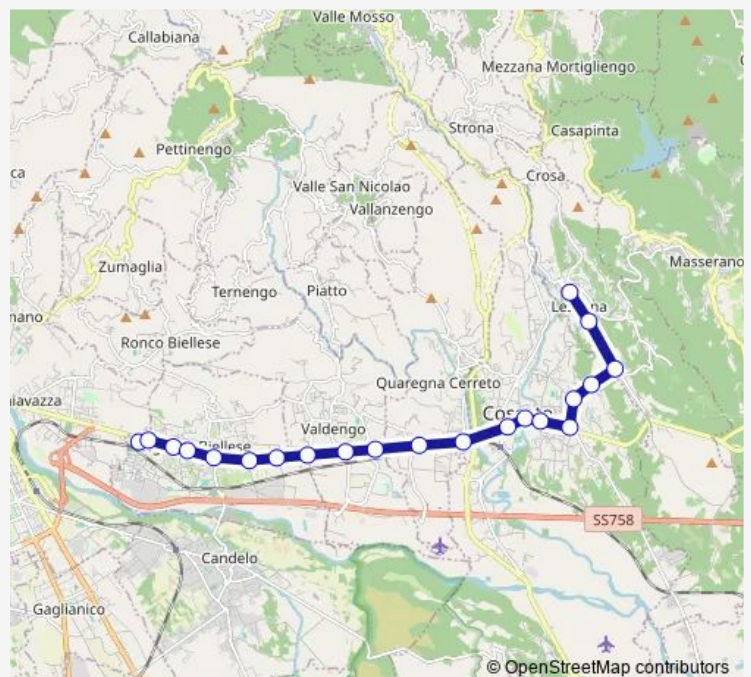 Valle Mosso
Callabiana
Mezzana Mortigliengo
Strona
Casapinta
Pettinengo
Crosa
Valle San Nicolao
Vallanzengo
Masserano
Zumaglia
Ternengo
Piatto
Ronco Biellese
Quaregna Cerreto
Valdengo
Biellese
SS758
Candelo
Gaglianico
© OpenStreetMap contributors